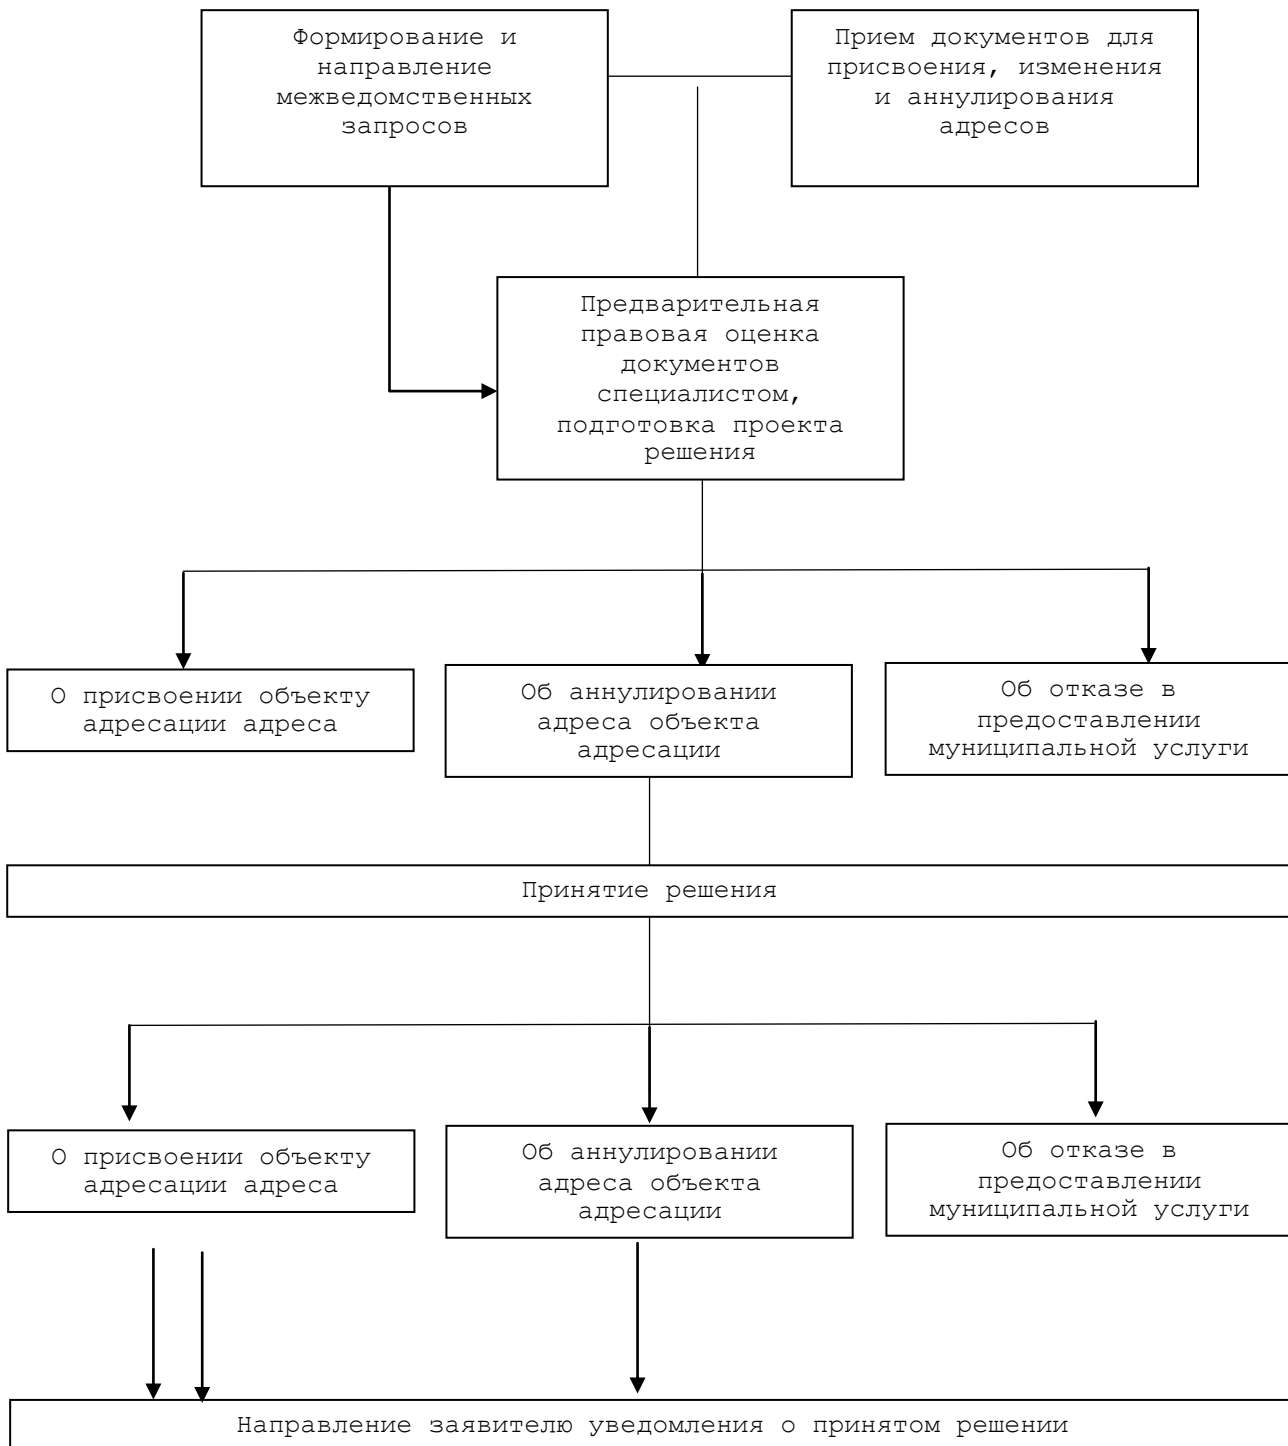 Формирование и
направление
межведомственных
запросов
Прием документов для
присвоения, изменения
и аннулирования
адресов
Предварительная
правовая оценка
документов
специалистом,
подготовка проекта
решения
О присвоении объекту
адресации адреса
Об аннулировании
адреса объекта
адресации
Об отказе в
предоставлении
муниципальной услуги
Принятие решения
О присвоении объекту
адресации адреса
Об аннулировании
адреса объекта
адресации
Об отказе в
предоставлении
муниципальной услуги
Направление заявителю уведомления о принятом решении